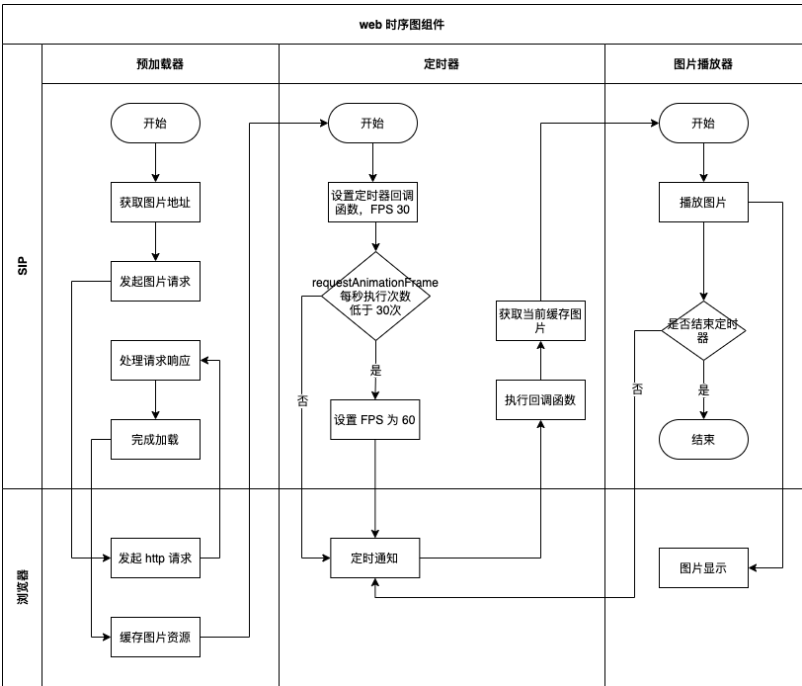 web 时序图组件
预加载器
定时器
图片播放器
SIP
浏览器
开始
获取图片地址
发起图片请求
处理请求响应
完成加载
发起 http 请求
缓存图片资源
开始
设置定时器回调
函数，FPS 30
requestAnimationFrame
每秒执行次数
低于 30次
是
否
设置 FPS 为 60
定时通知
执行回调函数
获取当前缓存图
片
开始
播放图片
是否结束定时
器
否
是
结束
图片显示